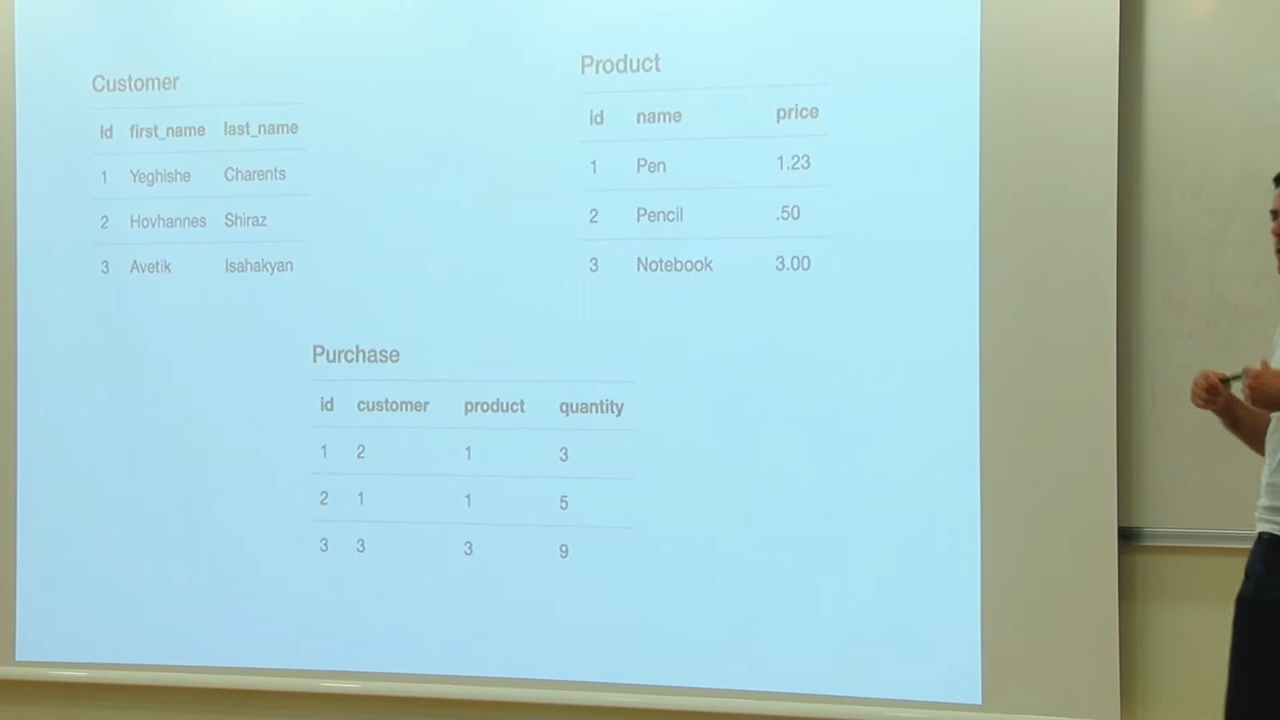 Customer
id first_name last_name
1 Yeghishe Charents
2 Hovhannes Shiraz
3 Avetik Isahakyan
Product
id name price
1 Pen 1.23
2 Pencil .50
3 Notebook 3.00
Purchase
id customer product quantity
1 2 1 3
2 1 1 5
3 3 3 9